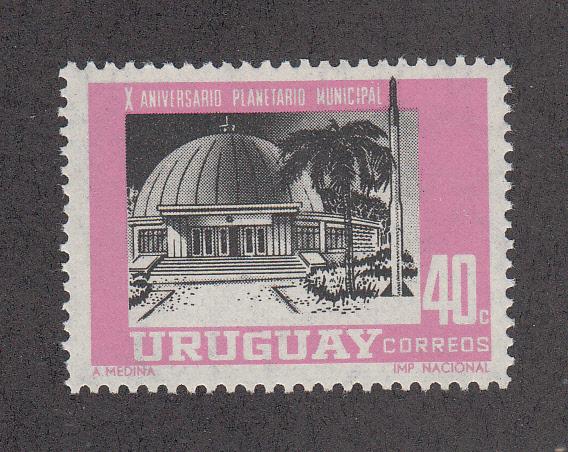 X ANIVERSARIO PLANETARIO MUNICIPAL
40c
URUGUAY CORREOS
A. MEDINA IMP. NACIONAL